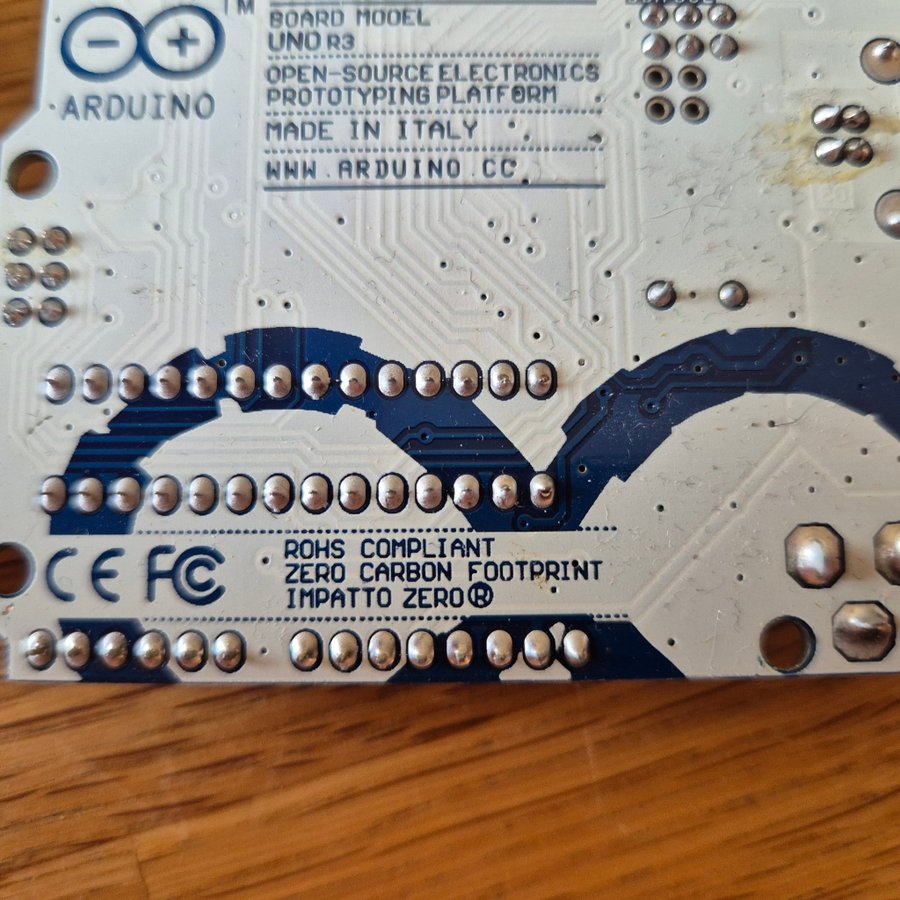 TM
ARDUINO
BOARD MODEL
UNO R3
OPEN-SOURCE ELECTRONICS
PROTOTYPING PLATFORM
MADE IN ITALY
WWW.ARDUINO.CC
CE FC
ROHS COMPLIANT
ZERO CARBON FOOTPRINT
IMPATTO ZERO®